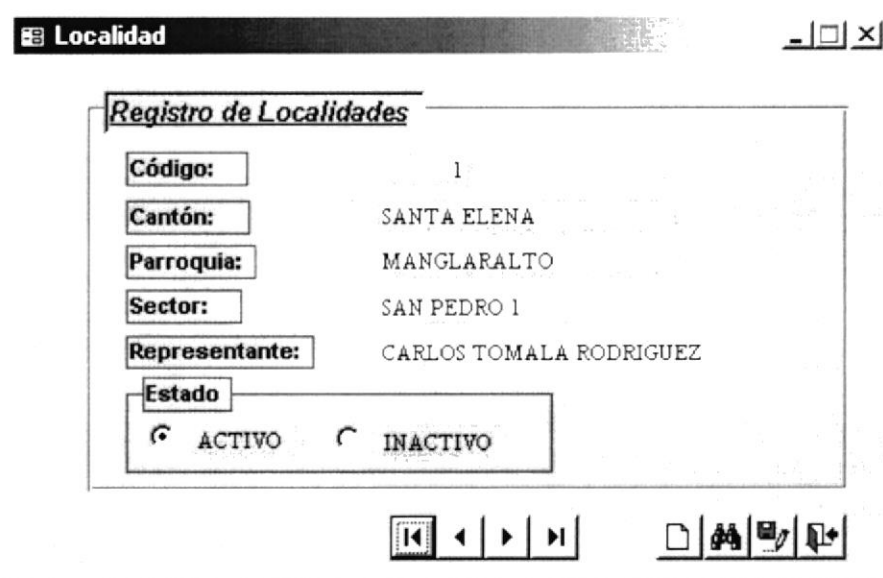 Localidad
Registro de Localidades
Código: 1
Cantón: SANTA ELENA
Parroquia: MANGLARALTO
Sector: SAN PEDRO 1
Representante: CARLOS TOMALA RODRIGUEZ
Estado
ACTIVO INACTIVO